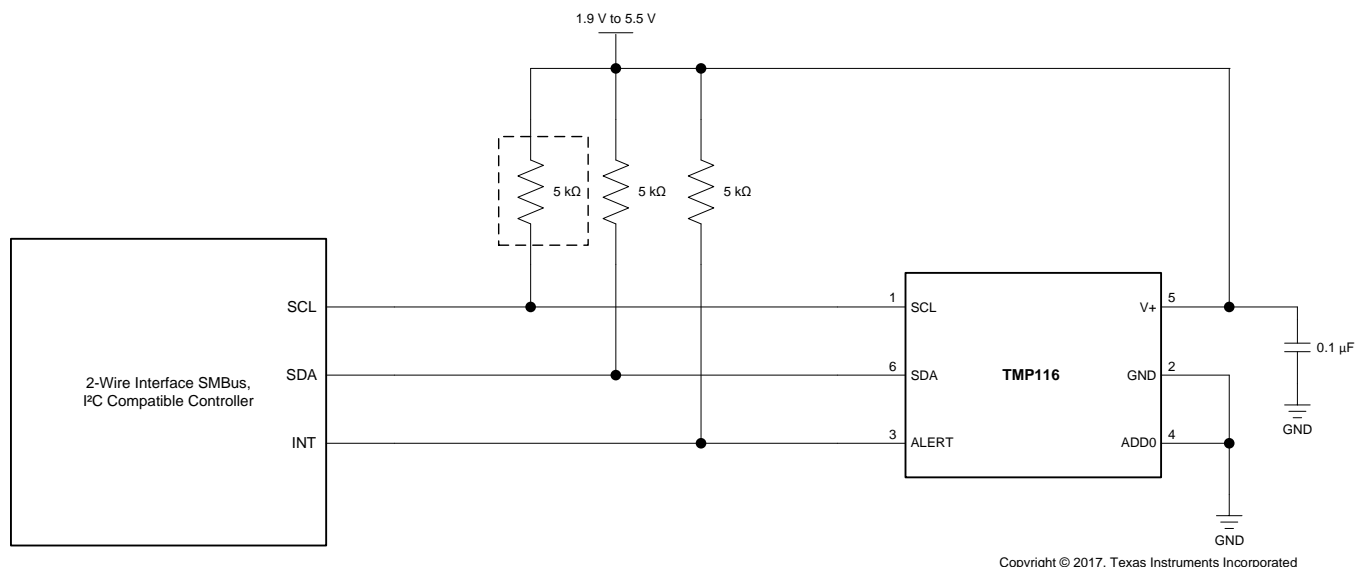 1.9 V to 5.5 V
5 kΩ
5 kΩ
5 kΩ
SCL
1
SCL
V+
5
0.1 µF
SDA
6
SDA
TMP116
GND
2
2-Wire Interface SMBus,
I²C Compatible Controller
INT
3
ALERT
ADD0
4
GND
GND
Copyright © 2017, Texas Instruments Incorporated